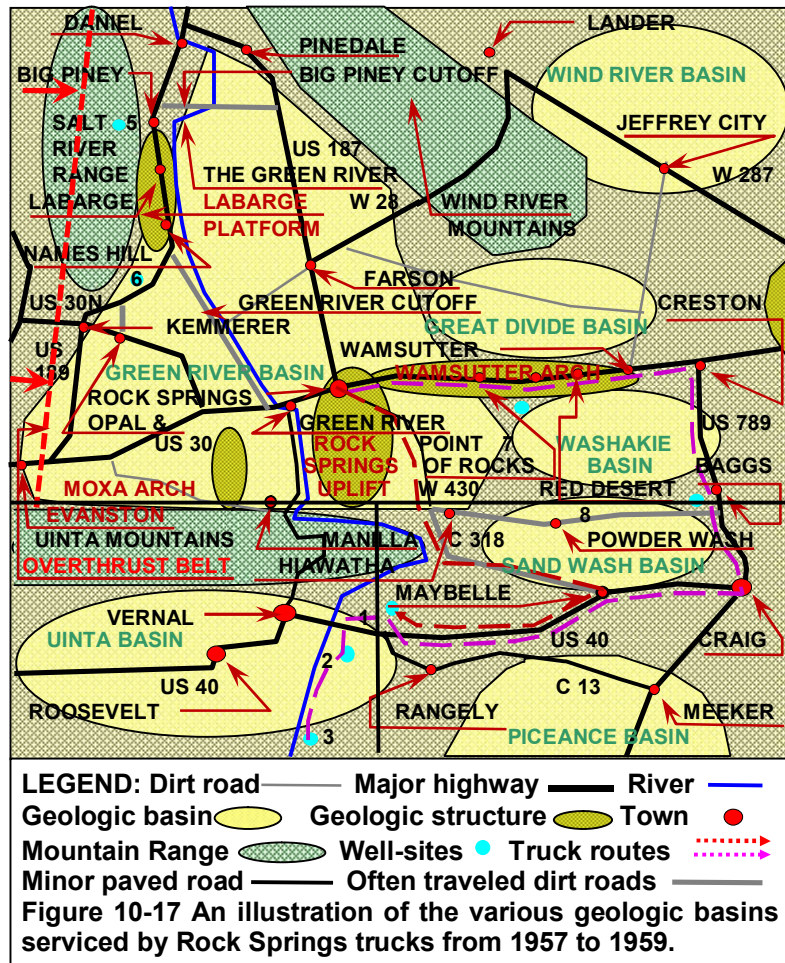 DANIEL
PINEDALE
LANDER
BIG PINEY
BIG PINEY CUTOFF
WIND RIVER BASIN
SALT 5
RIVER
RANGE
US 187
JEFFREY CITY
THE GREEN RIVER
W 287
LABARGE
LABARGE
PLATFORM
W 28
WIND RIVER
MOUNTAINS
NAMES HILL
6
FARSON
US 30N
GREEN RIVER CUTOFF
CRESTON
KEMMERER
GREAT DIVIDE BASIN
US
189
WAMSUTTER
GREEN RIVER BASIN
WAMSUTTER ARCH
ROCK SPRINGS
OPAL &
GREEN RIVER
US 789
US 30
ROCK
SPRINGS
UPLIFT
POINT 7
OF ROCKS
WASHAKIE
BASIN
BAGGS
MOXA ARCH
W 430
RED DESERT
EVANSTON
8
UINTA MOUNTAINS
MANILLA
C 318
POWDER WASH
OVERTHRUST BELT
HIAWATHA
SAND WASH BASIN
MAYBELLE
VERNAL
1
UINTA BASIN
US 40
CRAIG
2
US 40
C 13
ROOSEVELT
RANGELY
MEEKER
3
PICEANCE BASIN
LEGEND: Dirt road Major highway River
Geologic basin Geologic structure Town
Mountain Range Well-sites Truck routes
Minor paved road Often traveled dirt roads
Figure 10-17 An illustration of the various geologic basins
serviced by Rock Springs trucks from 1957 to 1959.